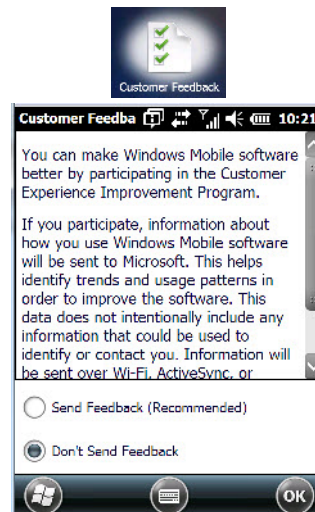 Customer Feedback
Customer Feedba 10:21
You can make Windows Mobile software
better by participating in the Customer
Experience Improvement Program.
If you participate, information about
how you use Windows Mobile software
will be sent to Microsoft. This helps
identify trends and usage patterns in
order to improve the software. This
data does not intentionally include any
information that could be used to
identify or contact you. Information will
be sent over Wi-Fi, ActiveSync, or
Send Feedback (Recommended)
Don't Send Feedback
OK